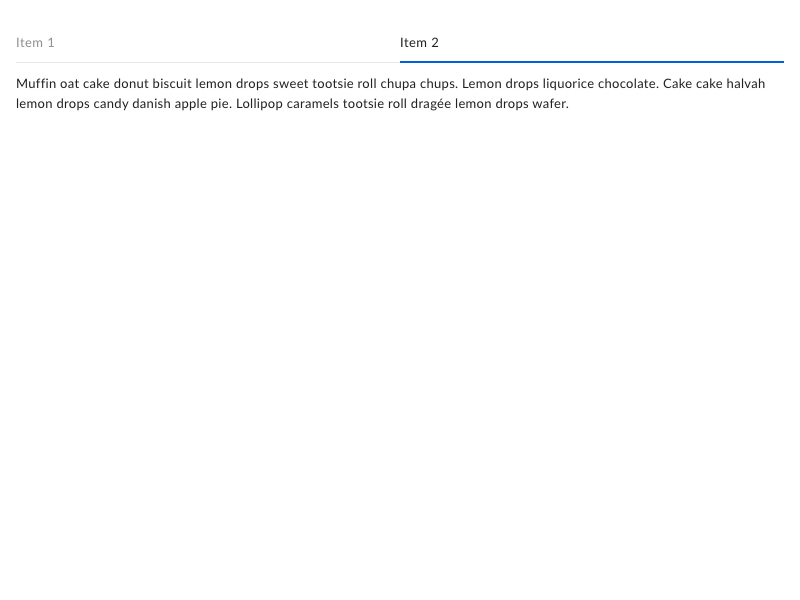 Item 1
Item 2
Muffin oat cake donut biscuit lemon drops sweet tootsie roll chupa chups. Lemon drops liquorice chocolate. Cake cake halvah
lemon drops candy danish apple pie. Lollipop caramels tootsie roll dragée lemon drops wafer.